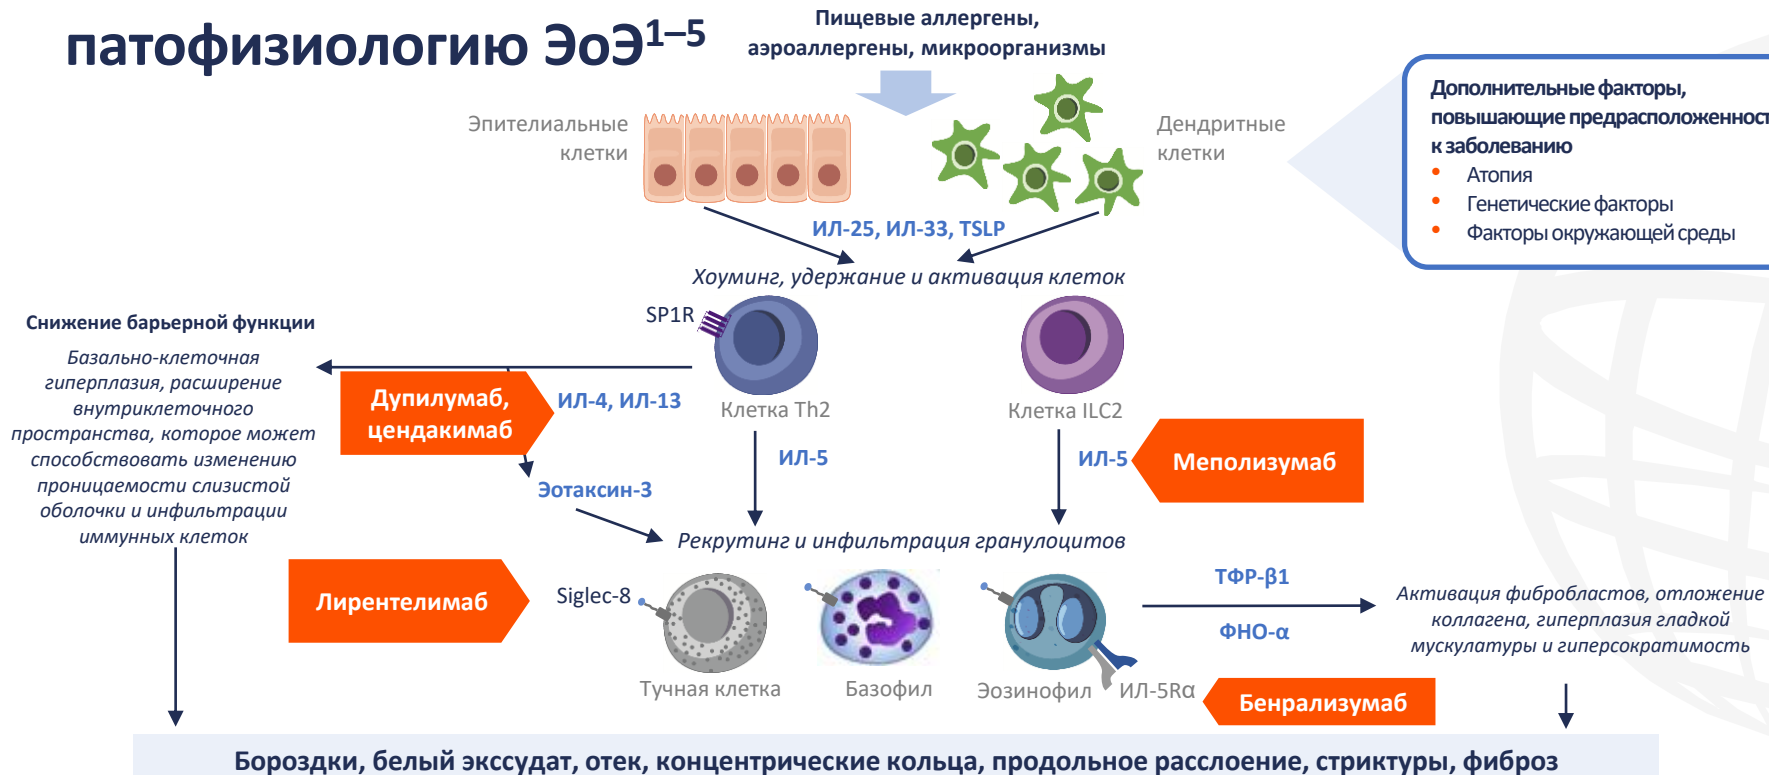 патофизиологию ЭоЭ1–5
Пищевые аллергены,
аэроаллергены, микроорганизмы
Эпителиальные
клетки
Дендритные
клетки
Дополнительные факторы,
повышающие предрасположенност
к заболеванию
• Атопия
• Генетические факторы
• Факторы окружающей среды
ИЛ-25, ИЛ-33, TSLP
Хоуминг, удержание и активация клеток
SP1R
Клетка Th2
Клетка ILC2
Снижение барьерной функции
Базально-клеточная
гиперплазия, расширение
внутриклеточного
пространства, которое может
способствовать изменению
проницаемости слизистой
оболочки и инфильтрации
иммунных клеток
Дупилумаб,
цендакимаб
ИЛ-4, ИЛ-13
ИЛ-5
ИЛ-5
Меполизумаб
Эотаксин-3
Рекрутинг и инфильтрация гранулоцитов
Лирентелимаб
Siglec-8
Тучная клетка
Базофил
Эозинофил
ИЛ-5Rα
ТФР-β1
ФНО-α
Активация фибробластов, отложение
коллагена, гиперплазия гладкой
мускулатуры и гиперсократимость
Бенрализумаб
Бороздки, белый экссудат, отек, концентрические кольца, продольное расслоение, стриктуры, фиброз